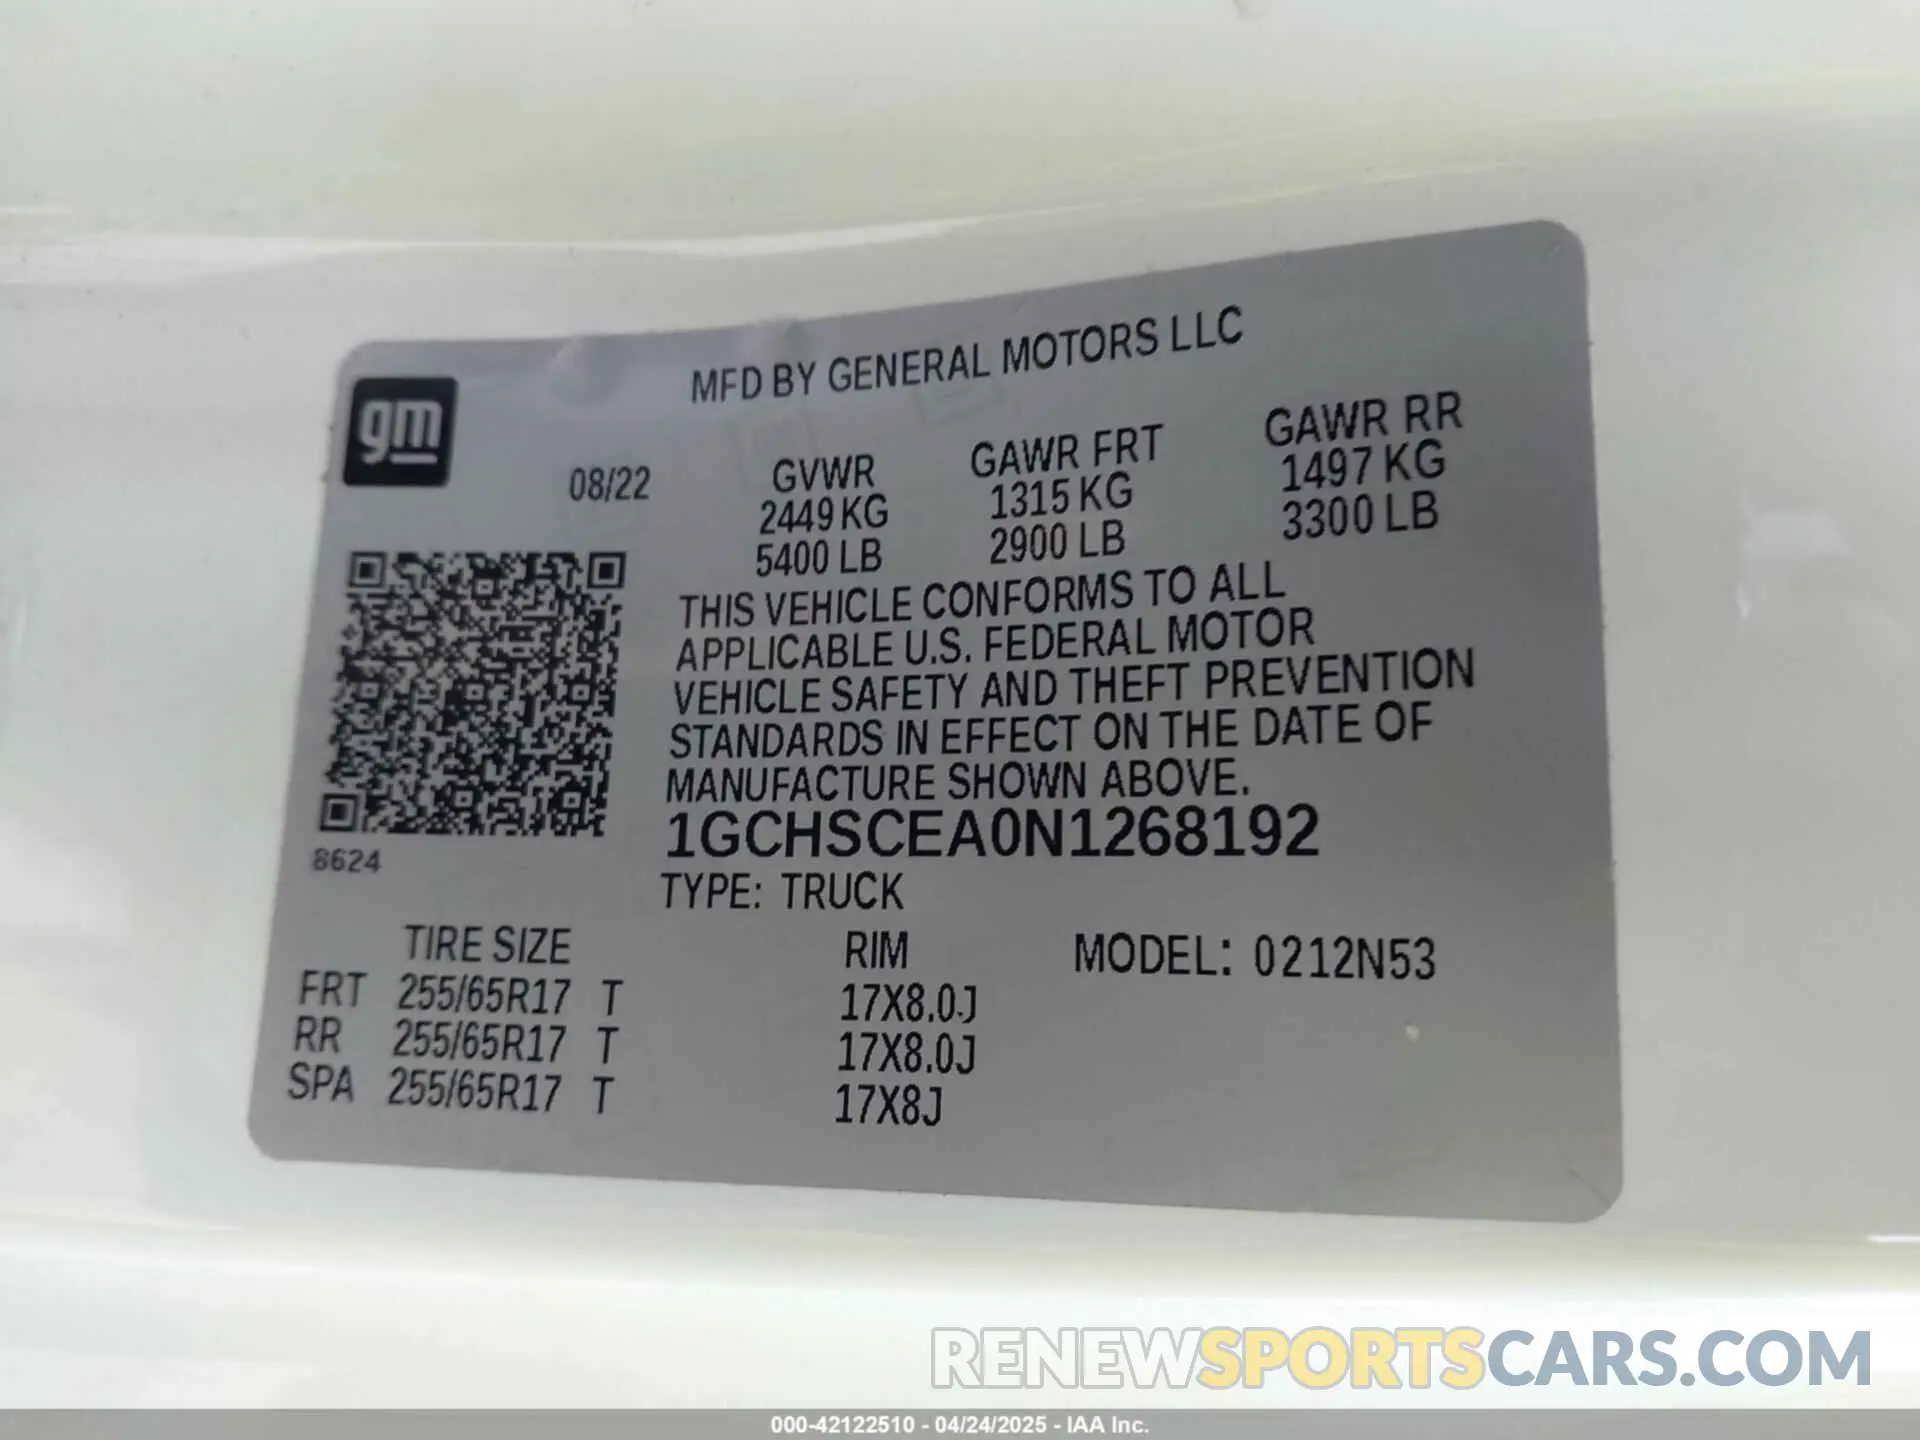 MFD BY GENERAL MOTORS LLC
gm
08/22
GVWR GAWR FRT GAWR RR
2449 KG 1315 KG 1497 KG
5400 LB 2900 LB 3300 LB
THIS VEHICLE CONFORMS TO ALL
APPLICABLE U.S. FEDERAL MOTOR
VEHICLE SAFETY AND THEFT PREVENTION
STANDARDS IN EFFECT ON THE DATE OF
MANUFACTURE SHOWN ABOVE.
1GCHSCEA0N1268192
8624
TYPE: TRUCK
TIRE SIZE RIM MODEL: 0212N53
FRT 255/65R17 T 17X8.0J
RR 255/65R17 T 17X8.0J
SPA 255/65R17 T 17X8J
RENEWSPORTSCARS.COM
000-42122510 - 04/24/2025 - IAA Inc.